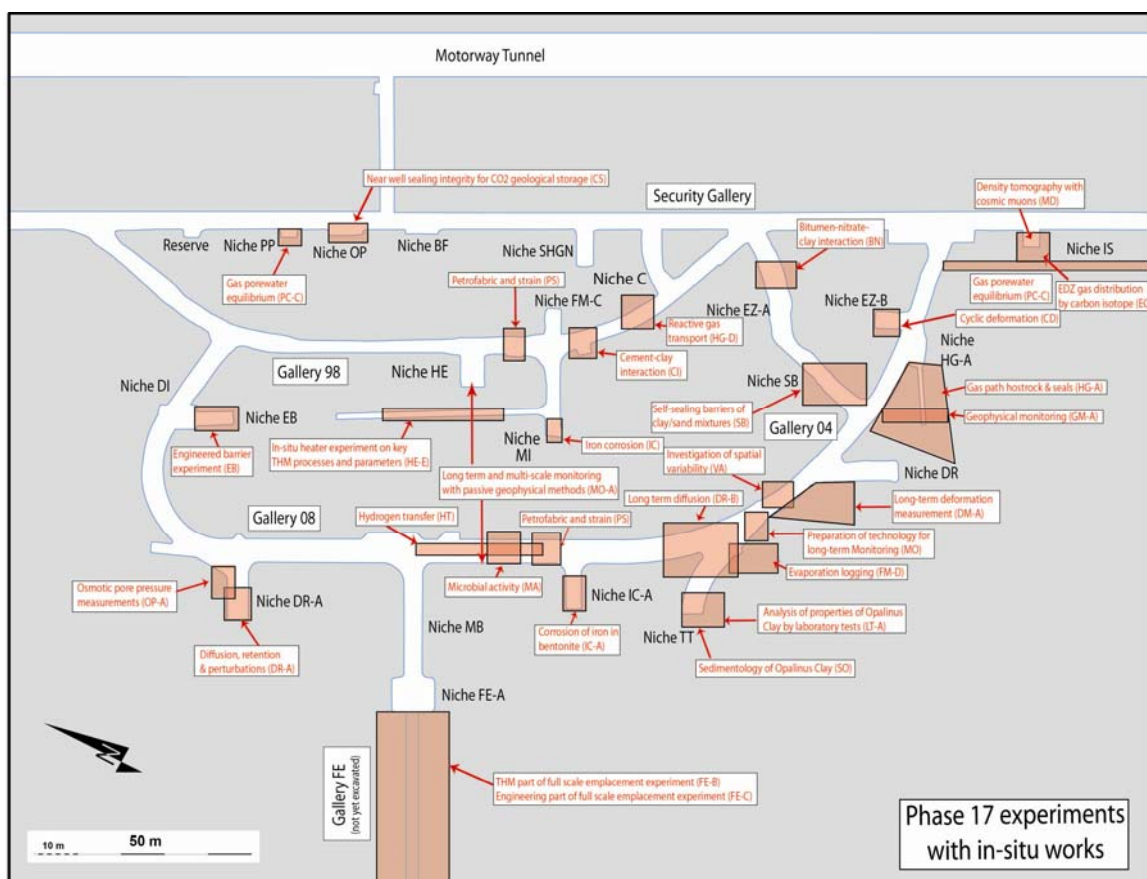 Motorway Tunnel
Near well sealing integrity for CO2 geological storage (CS)
Security Gallery
Density tomography with
cosmic muons (MD)
Reserve
Niche PP
Niche OP
Niche BF
Niche SHGN
Bitumen-nitrate-
clay interaction (BN)
Niche IS
Gas porewater
equilibrium (PC-C)
Petrofabric and strain (PS)
Niche C
Niche FM-C
Niche EZ-A
Niche EZ-B
Gas porewater
equilibrium (PC-C)
EDZ gas distribution
by carbon isotope (EG
Cyclic deformation (CD)
Reactive gas
transport (HG-D)
Cement-clay
interaction (CI)
Niche
HG-A
Gallery 98
Niche HE
Niche DI
Niche SB
Gas path hostrock & seals (HG-A)
Niche EB
Self-sealing barriers of
clay/sand mixtures (SB)
Gallery 04
Geophysical monitoring (GM-A)
Engineered barrier
experiment (EB)
In-situ heater experiment on key
THM processes and parameters (HE-E)
Niche
MI
Iron corrosion (IC)
Investigation of spatial
variability (VA)
Niche DR
Long term and multi-scale monitoring
with passive geophysical methods (MO-A)
Long term diffusion (DR-B)
Long-term deformation
measurement (DM-A)
Gallery 08
Hydrogen transfer (HT)
Petrofabric and strain (PS)
Preparation of technology for
long-term Monitoring (MO)
Evaporation logging (FM-D)
Osmotic pore pressure
measurements (OP-A)
Niche DR-A
Microbial activity (MA)
Niche IC-A
Niche MB
Analysis of properties of Opalinus
Clay by laboratory tests (LT-A)
Corrosion of iron in
bentonite (IC-A)
Niche TT
Diffusion, retention
& perturbations (DR-A)
Sedimentology of Opalinus Clay (SO)
Niche FE-A
N
Gallery FE
(not yet excavated)
THM part of full scale emplacement experiment (FE-B)
Engineering part of full scale emplacement experiment (FE-C)
Phase 17 experiments
with in-situ works
10 m
50 m